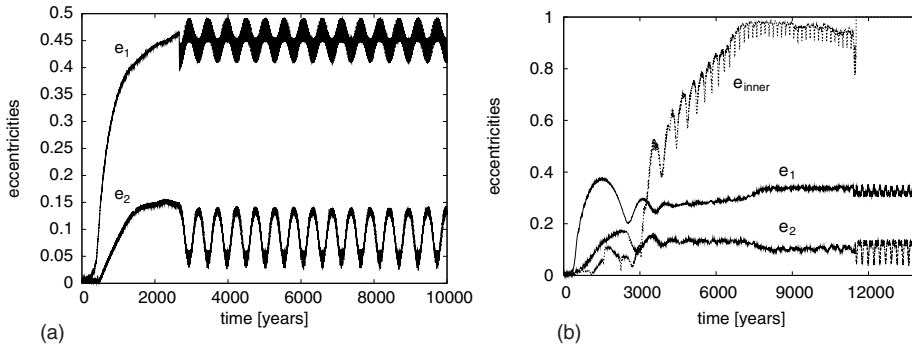 0.5
0.45
0.4
0.35
0.3
0.25
0.2
0.15
0.1
0.05
0
eccentricities
e1
e2
0 2000 4000 6000 8000 10000
time [years]
(a)
1
0.8
0.6
0.4
0.2
0
eccentricities
einner
e1
e2
0 3000 6000 9000 12000
time [years]
(b)